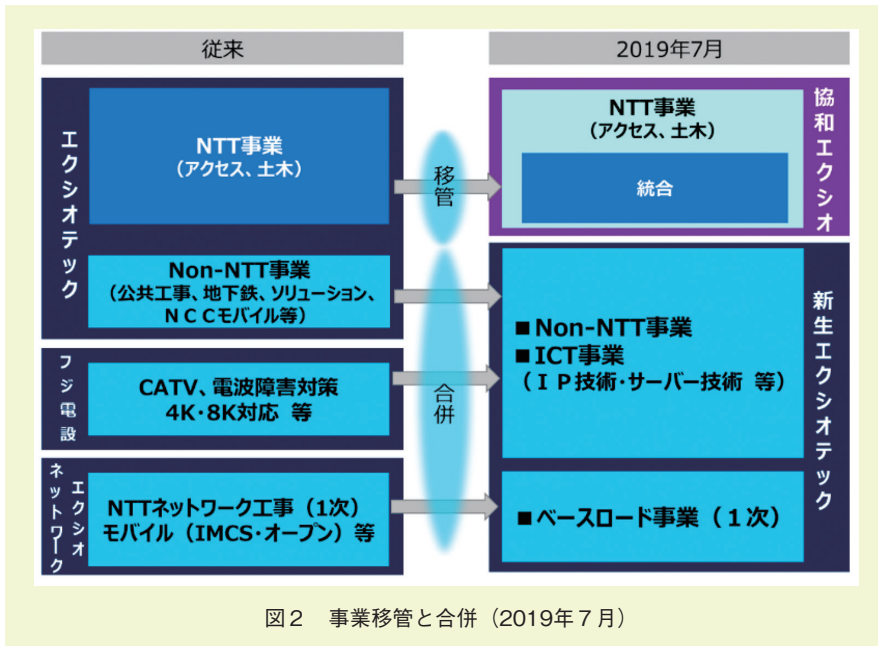 従来
2019年7月
エクシオテック
NTT事業
（アクセス、土木）
Non-NTT事業
（公共工事、地下鉄、ソリューション、
ＮＣＣモバイル等）
フジ電設
CATV、電波障害対策
4K・8K対応 等
エクシオ
ネットワーク
NTTネットワーク工事（1次）
モバイル（IMCS・オープン）等
移管
合併
協和エクシオ
NTT事業
（アクセス、土木）
統合
新生エクシオテック
■Non-NTT事業
■ICT事業
（ＩＰ技術・サーバー技術 等）
■ベースロード事業（１次）
図２　事業移管と合併（2019年７月）